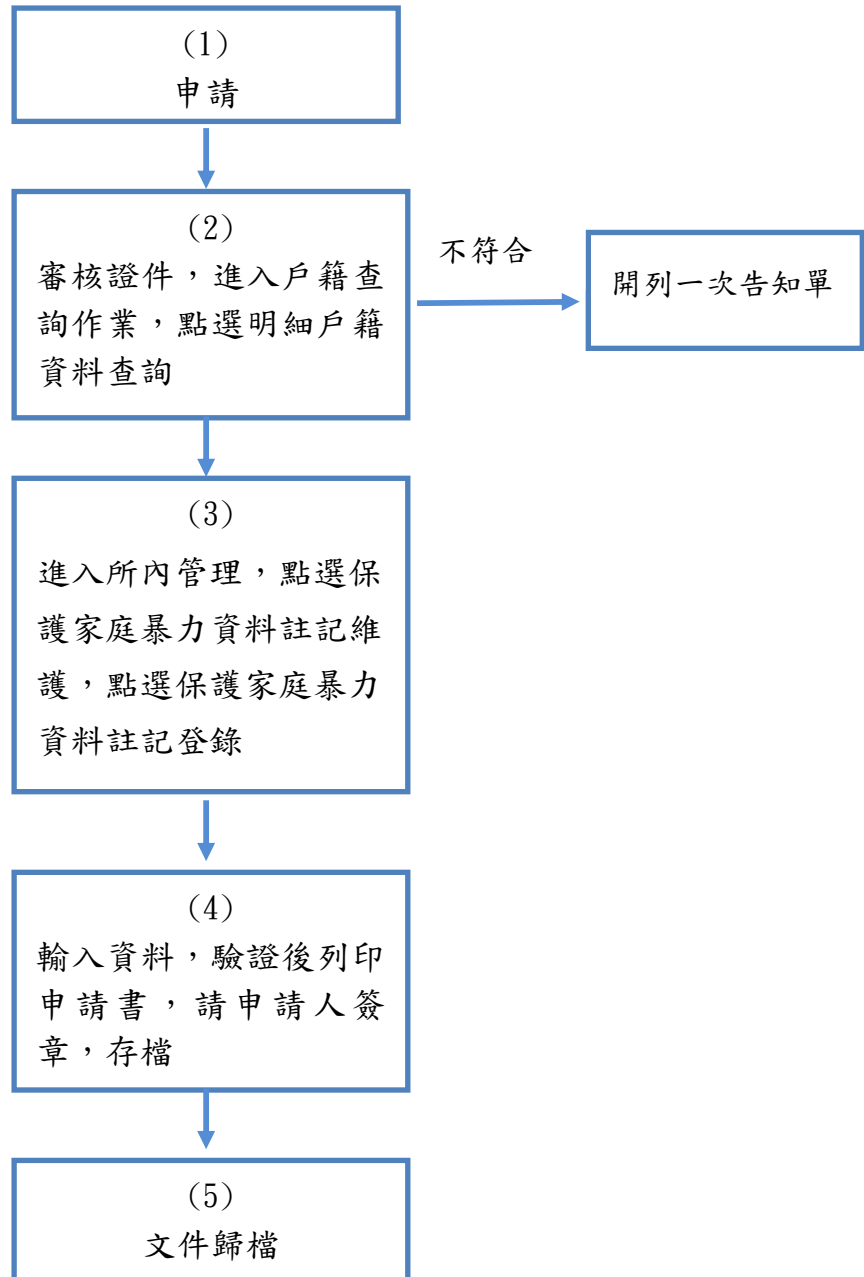 (1)
申請
(2)
審核證件，進入戶籍查
詢作業，點選明細戶籍
資料查詢
不符合
開列一次告知單
(3)
進入所內管理，點選保
護家庭暴力資料註記維
護，點選保護家庭暴力
資料註記登錄
(4)
輸入資料，驗證後列印
申請書，請申請人簽
章，存檔
(5)
文件歸檔